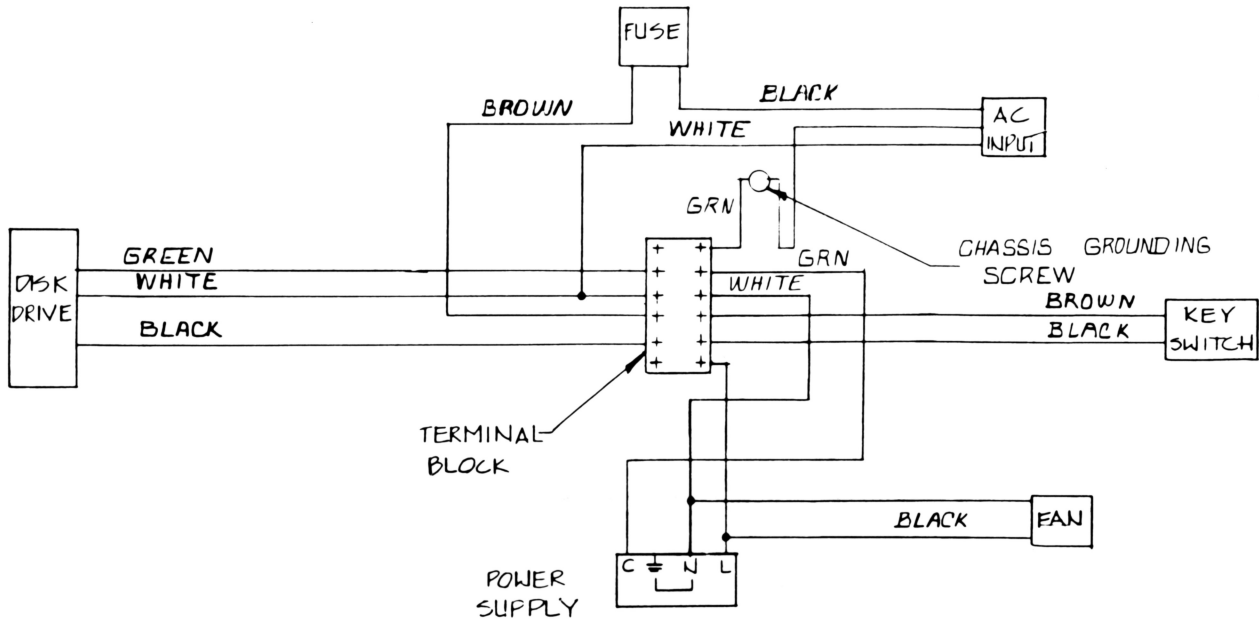 FUSE
BROWN
BLACK
WHITE
AC
INPUT
GRN
CHASSIS GROUNDING
SCREW
GREEN
WHITE
GRN
WHITE
DISK
DRIVE
BLACK
BROWN
BLACK
KEY
SWITCH
TERMINAL
BLOCK
BLACK
FAN
C N L
POWER
SUPPLY